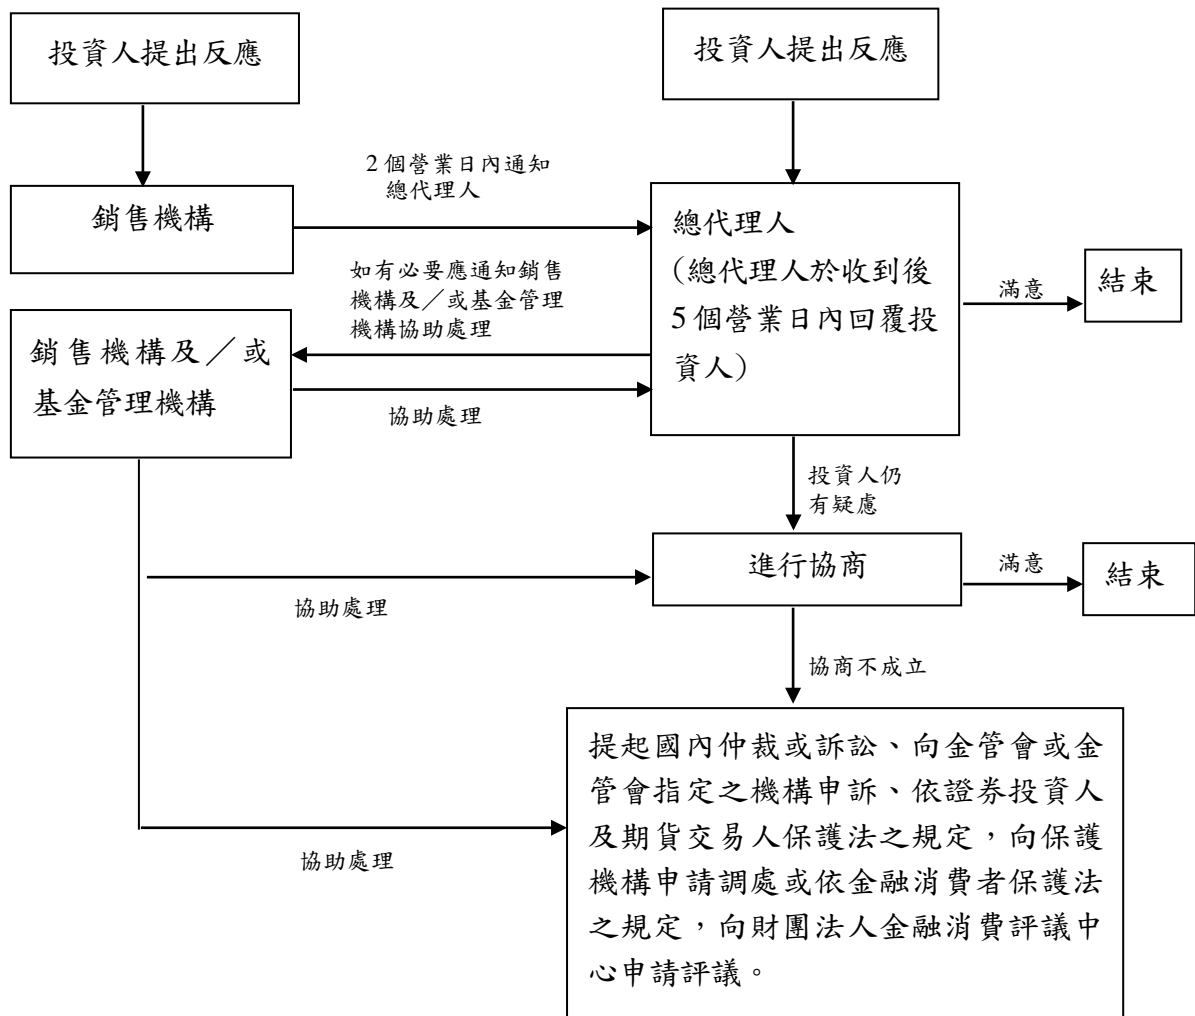 投資人提出反應
投資人提出反應
2 個營業日內通知
總代理人
銷售機構
總代理人
(總代理人於收到後
5 個營業日內回覆投
資人)
滿意
結束
如有必要應通知銷售
機構及／或基金管理
機構協助處理
銷售機構及／或
基金管理機構
協助處理
投資人仍
有疑慮
進行協商
滿意
結束
協助處理
協商不成立
提起國內仲裁或訴訟、向金管會或金
管會指定之機構申訴、依證券投資人
及期貨交易人保護法之規定，向保護
機構申請調處或依金融消費者保護法
之規定，向財團法人金融消費評議中
心申請評議。
協助處理